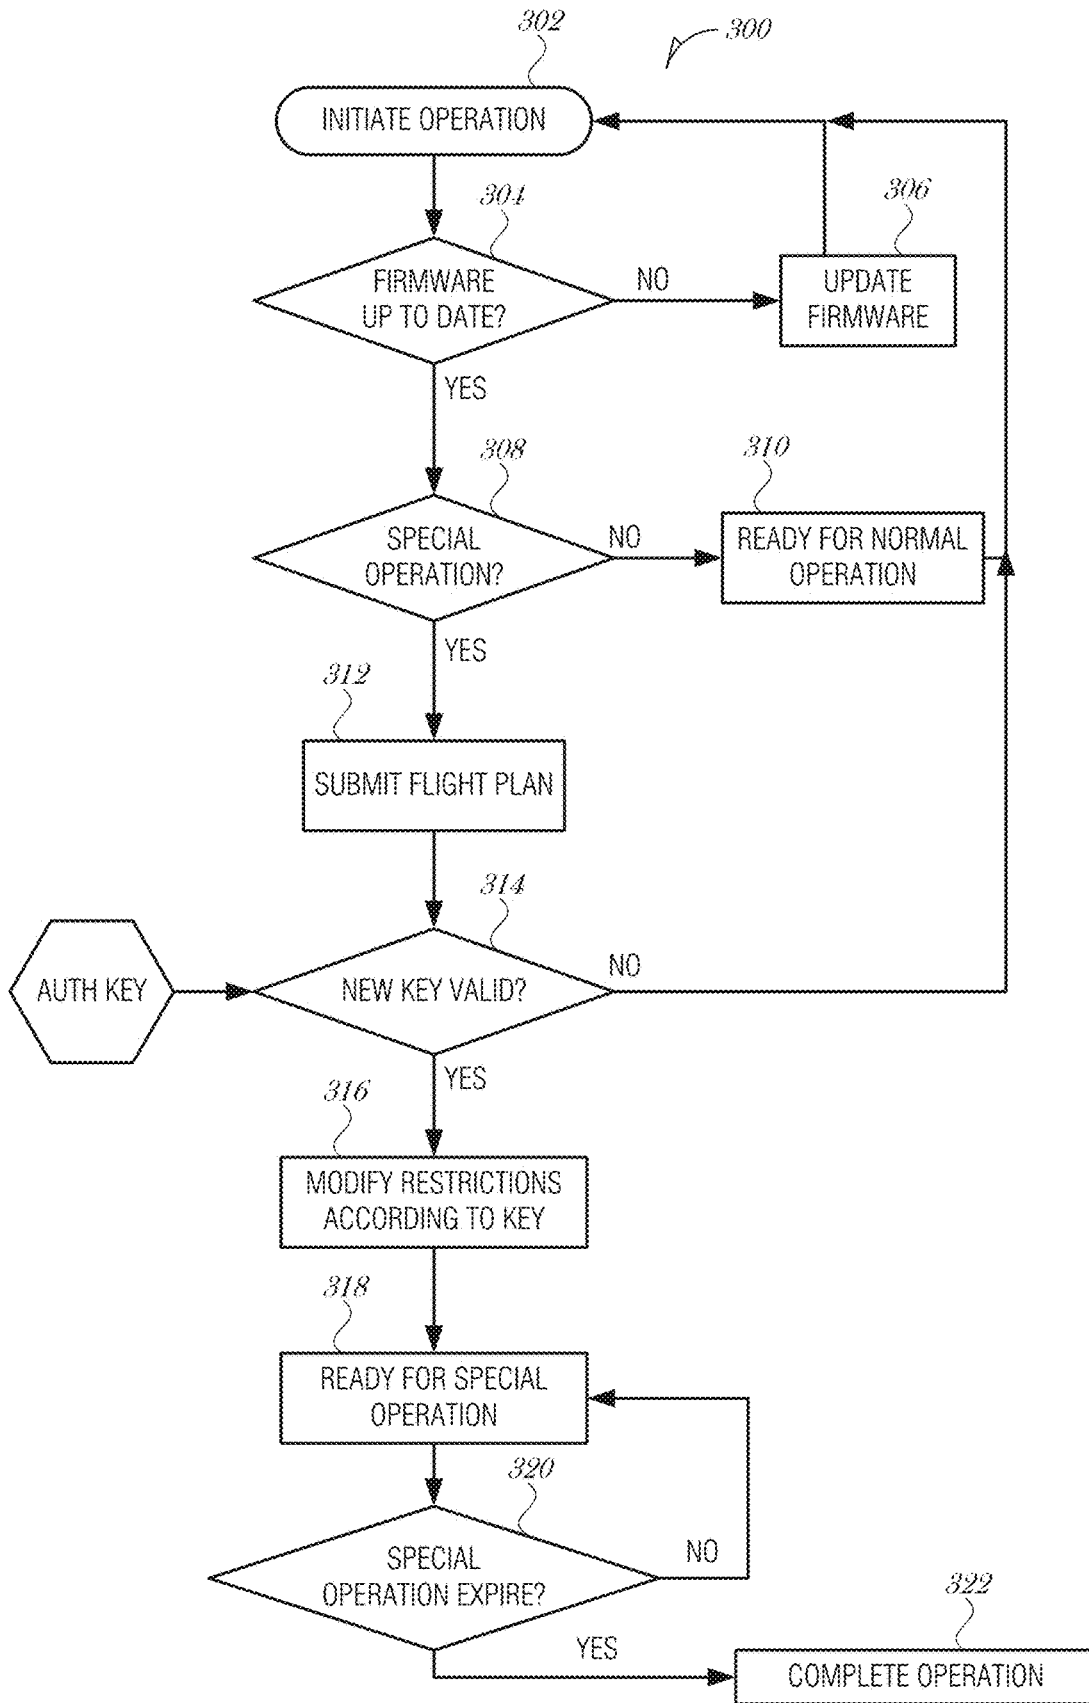 302
300
INITIATE OPERATION
304
306
FIRMWARE
UP TO DATE?
NO
UPDATE
FIRMWARE
YES
308
310
SPECIAL
OPERATION?
NO
READY FOR NORMAL
OPERATION
YES
312
SUBMIT FLIGHT PLAN
314
AUTH KEY
NEW KEY VALID?
NO
YES
316
MODIFY RESTRICTIONS
ACCORDING TO KEY
318
READY FOR SPECIAL
OPERATION
320
SPECIAL
OPERATION EXPIRE?
NO
322
YES
COMPLETE OPERATION